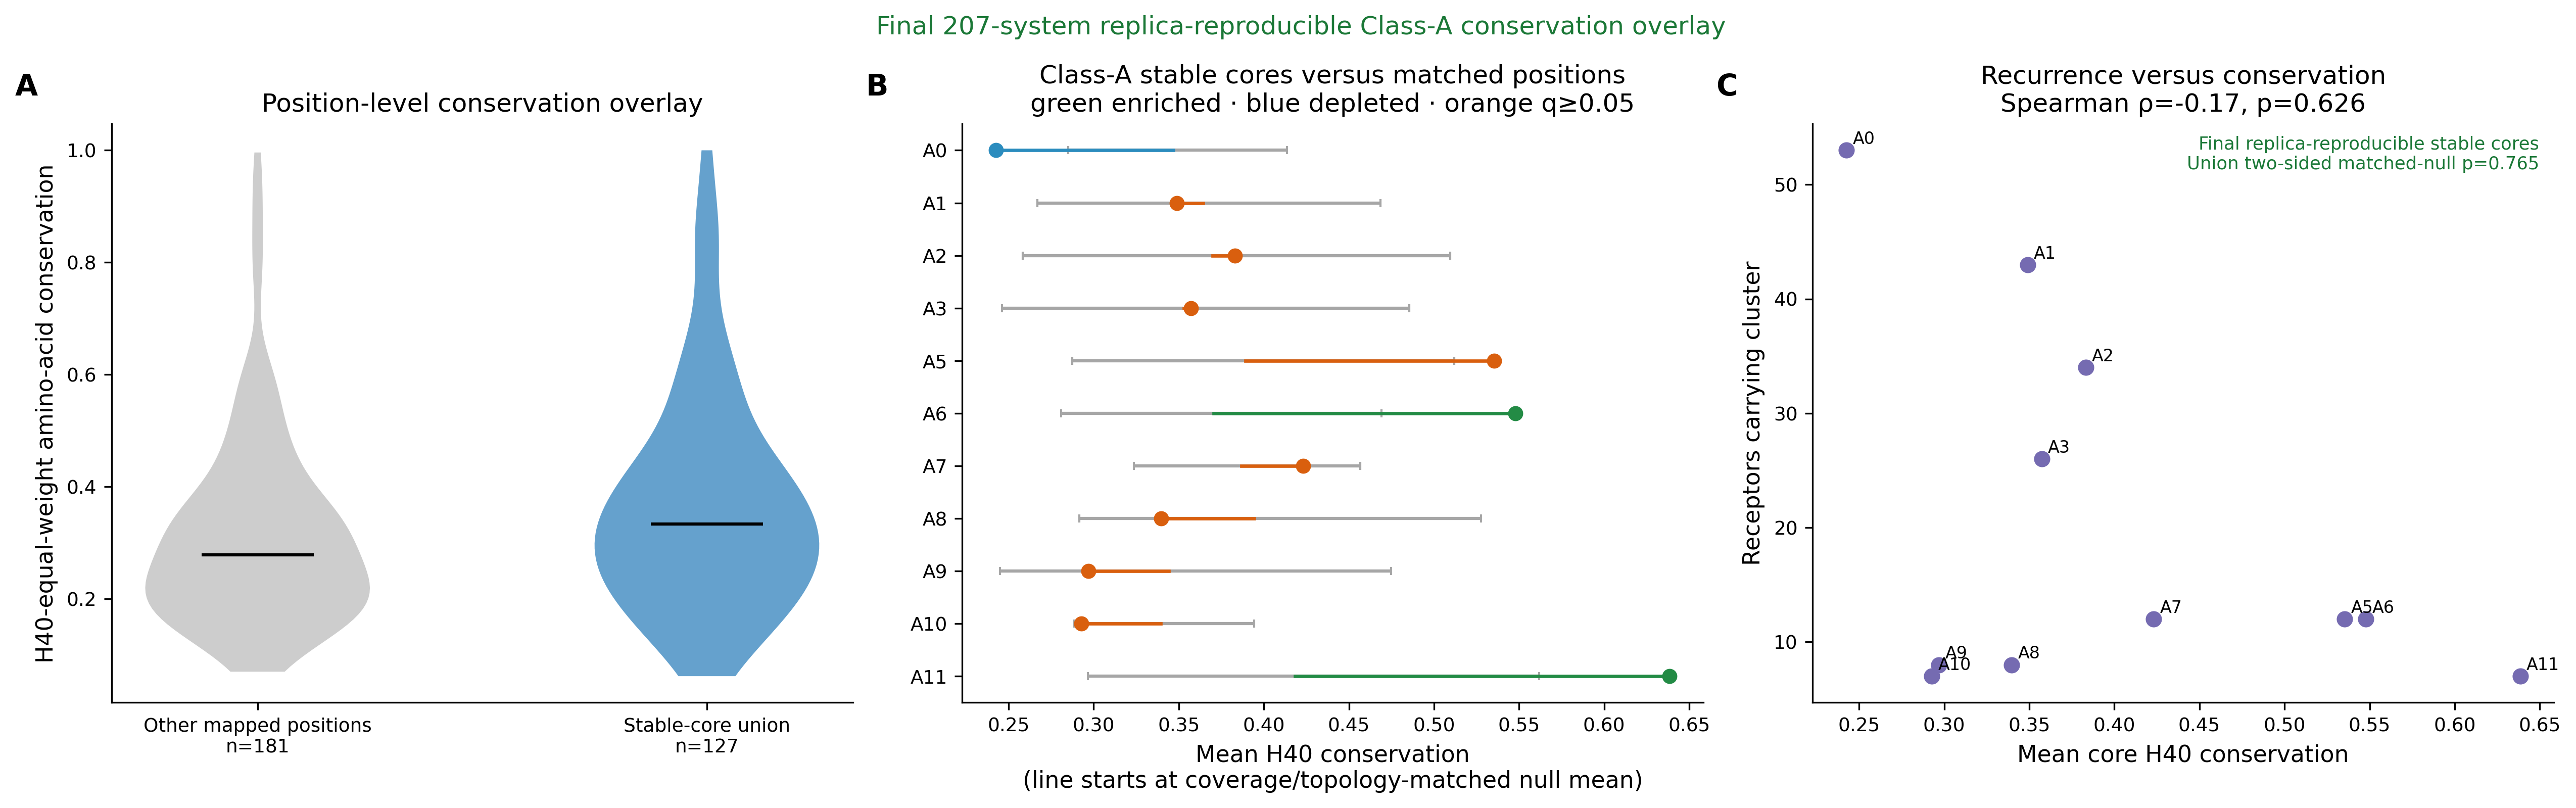 Final 207-system replica-reproducible Class-A conservation overlay
A
Position-level conservation overlay
H40-equal-weight amino-acid conservation
1.0
0.8
0.6
0.4
0.2
Other mapped positions
n=181
Stable-core union
n=127
B
Class-A stable cores versus matched positions
green enriched · blue depleted · orange q≥0.05
A0
A1
A2
A3
A5
A6
A7
A8
A9
A10
A11
0.25
0.30
0.35
0.40
0.45
0.50
0.55
0.60
0.65
Mean H40 conservation
(line starts at coverage/topology-matched null mean)
C
Recurrence versus conservation
Spearman ρ=-0.17, p=0.626
Final replica-reproducible stable cores
Union two-sided matched-null p=0.765
Receptors carrying cluster
50
40
30
20
10
A0
A1
A2
A3
A7
A5
A6
A9
A10
A8
A11
0.25
0.30
0.35
0.40
0.45
0.50
0.55
0.60
0.65
Mean core H40 conservation